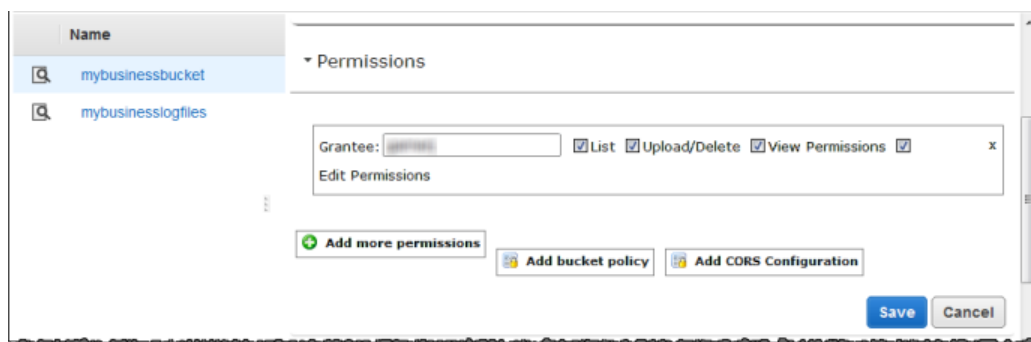 Name
mybusinessbucket
mybusinesslogfiles
Permissions
Grantee: List Upload/Delete View Permissions x
Edit Permissions
Add more permissions
Add bucket policy Add CORS Configuration
Save Cancel